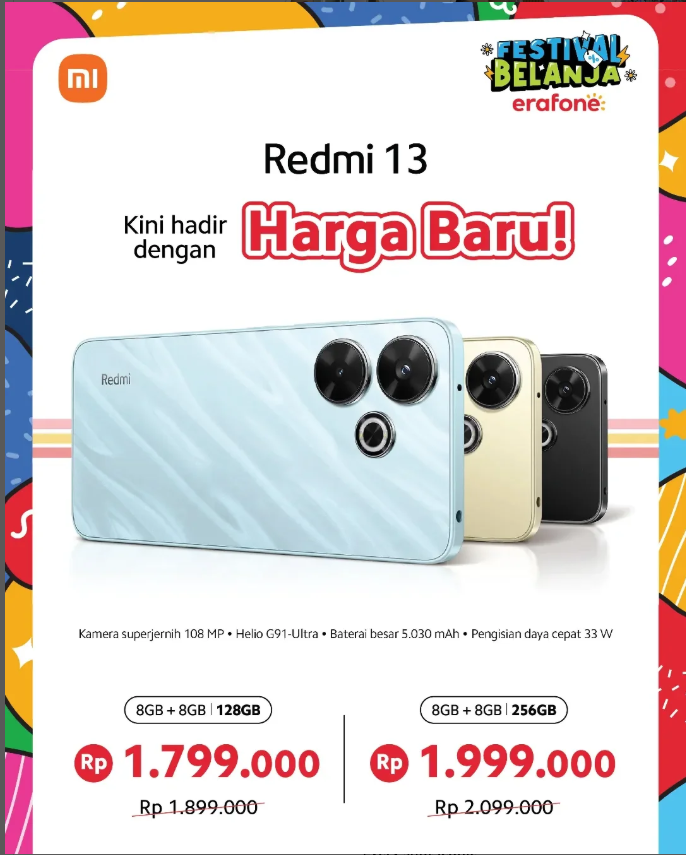 mi
FESTIVAL
BELANJA
erafone
Redmi 13
Kini hadir
dengan
Harga Baru!
Redmi
Kamera superjernih 108 MP • Helio G91-Ultra • Baterai besar 5.030 mAh • Pengisian daya cepat 33 W
8GB + 8GB | 128GB
Rp 1.799.000
Rp 1.899.000
8GB + 8GB | 256GB
Rp 1.999.000
Rp 2.099.000